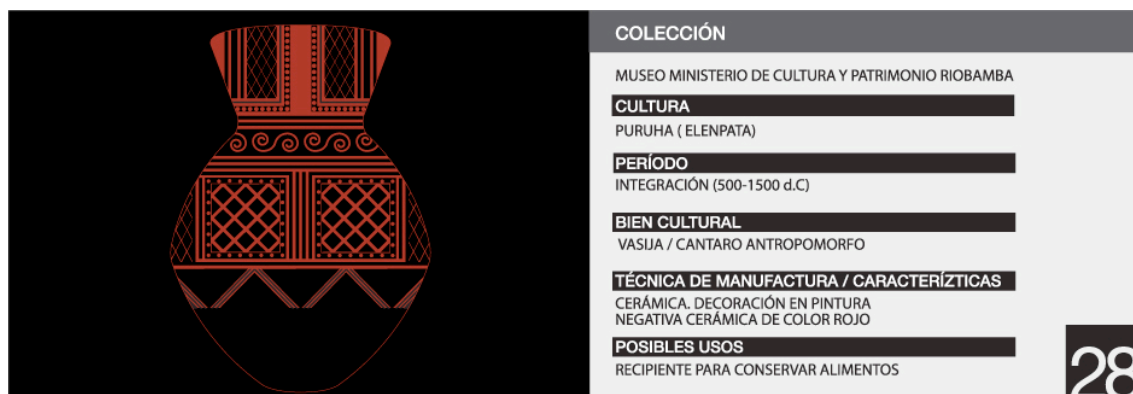 COLECCIÓN
MUSEO MINISTERIO DE CULTURA Y PATRIMONIO RIOBAMBA
CULTURA
PURUHA ( ELENPATA)
PERÍODO
INTEGRACIÓN (500-1500 d.C)
BIEN CULTURAL
VASIJA / CANTARO ANTROPOMORFO
TÉCNICA DE MANUFACTURA / CARACTERÍZTICAS
CERÁMICA. DECORACIÓN EN PINTURA
NEGATIVA CERÁMICA DE COLOR ROJO
POSIBLES USOS
RECIPIENTE PARA CONSERVAR ALIMENTOS
28